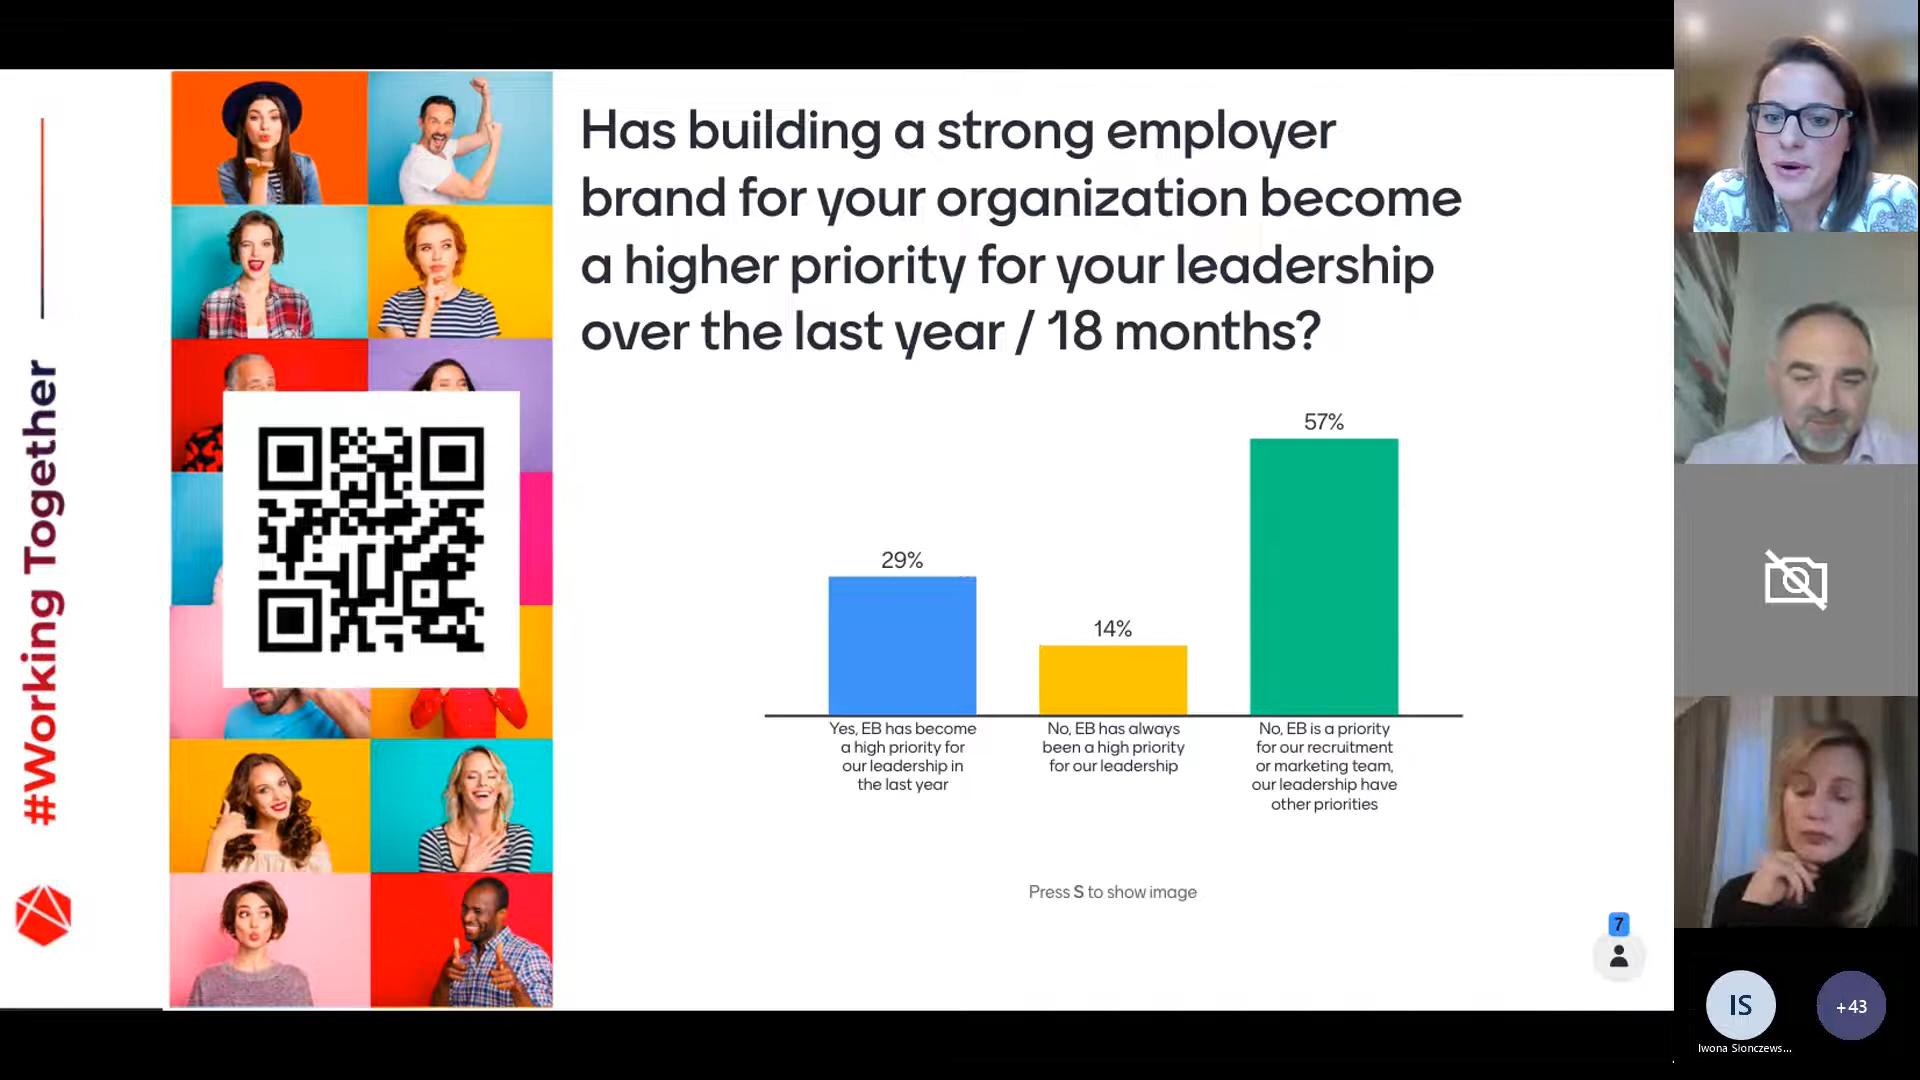 #Working Together
Has building a strong employer
brand for your organization become
a higher priority for your leadership
over the last year / 18 months?
29%
14%
57%
Yes, EB has become
a high priority for
our leadership in
the last year
No, EB has always
been a high priority
for our leadership
No, EB is a priority
for our recruitment
or marketing team,
our leadership have
other priorities
Press S to show image
7
IS
+43
Iwona Sionczews...